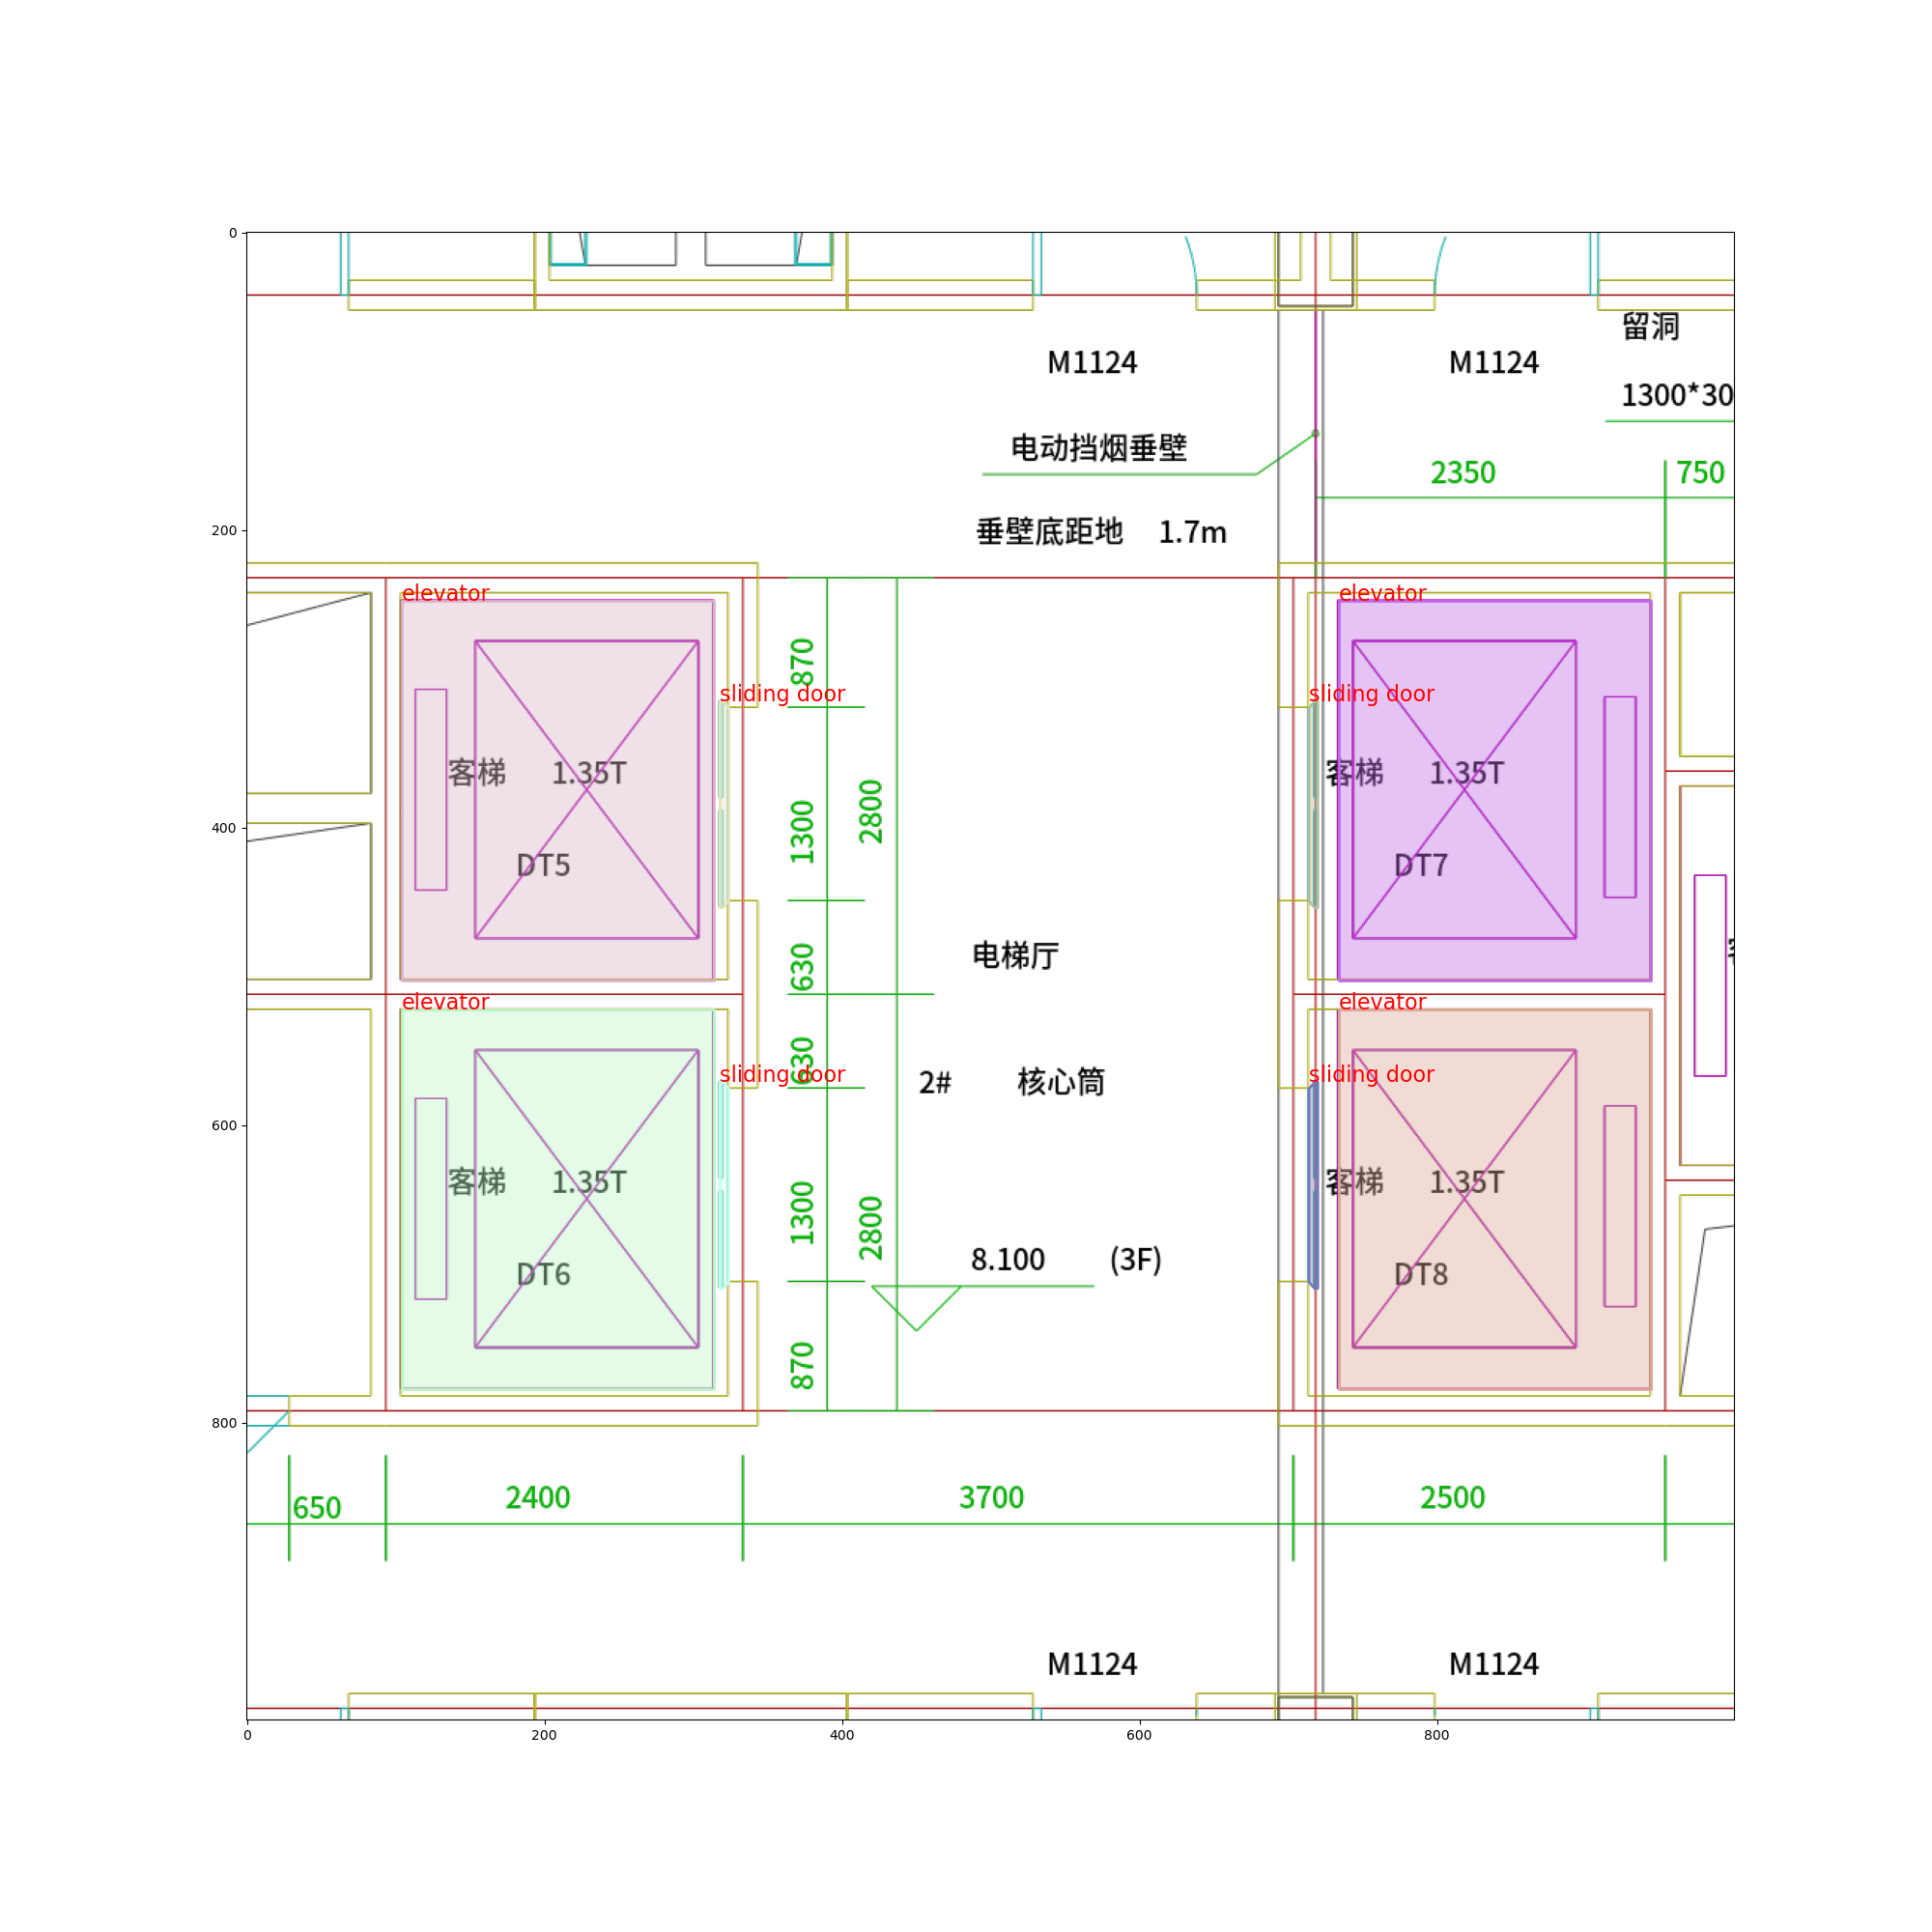 0
留洞
M1124
M1124
1300*30
电动挡烟垂壁
2350
750
200
垂壁底距地 1.7m
elevator
elevator
870
sliding door
sliding door
客梯 1.35T
客梯 1.35T
1300
2800
400
DT5
DT7
630
电梯厅
elevator
elevator
630
sliding door
sliding door
2# 核心筒
600
客梯 1.35T
客梯 1.35T
1300
2800
8.100 (3F)
DT6
DT8
870
800
650
2400
3700
2500
M1124
M1124
0
200
400
600
800